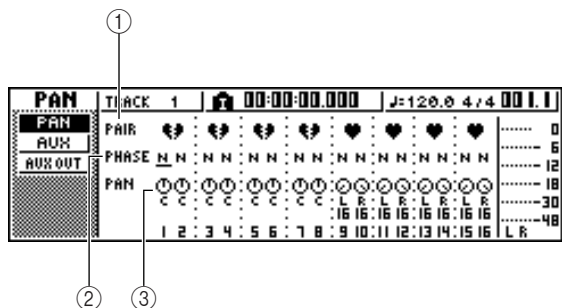 1
PAN TRACK 1 00:00:00.000 ♩=120.0 4/4 001.1
PAN PAIR 0
AUX 6
AUX OUT PHASE N N N N N N N N N N N N N N N N 12
PAN 18
C C C C C C C C L R L R L R L R 30
16 16 16 16 16 16 16 16 48
1 2 3 4 5 6 7 8 9 10 11 12 13 14 15 16 L R
2 3